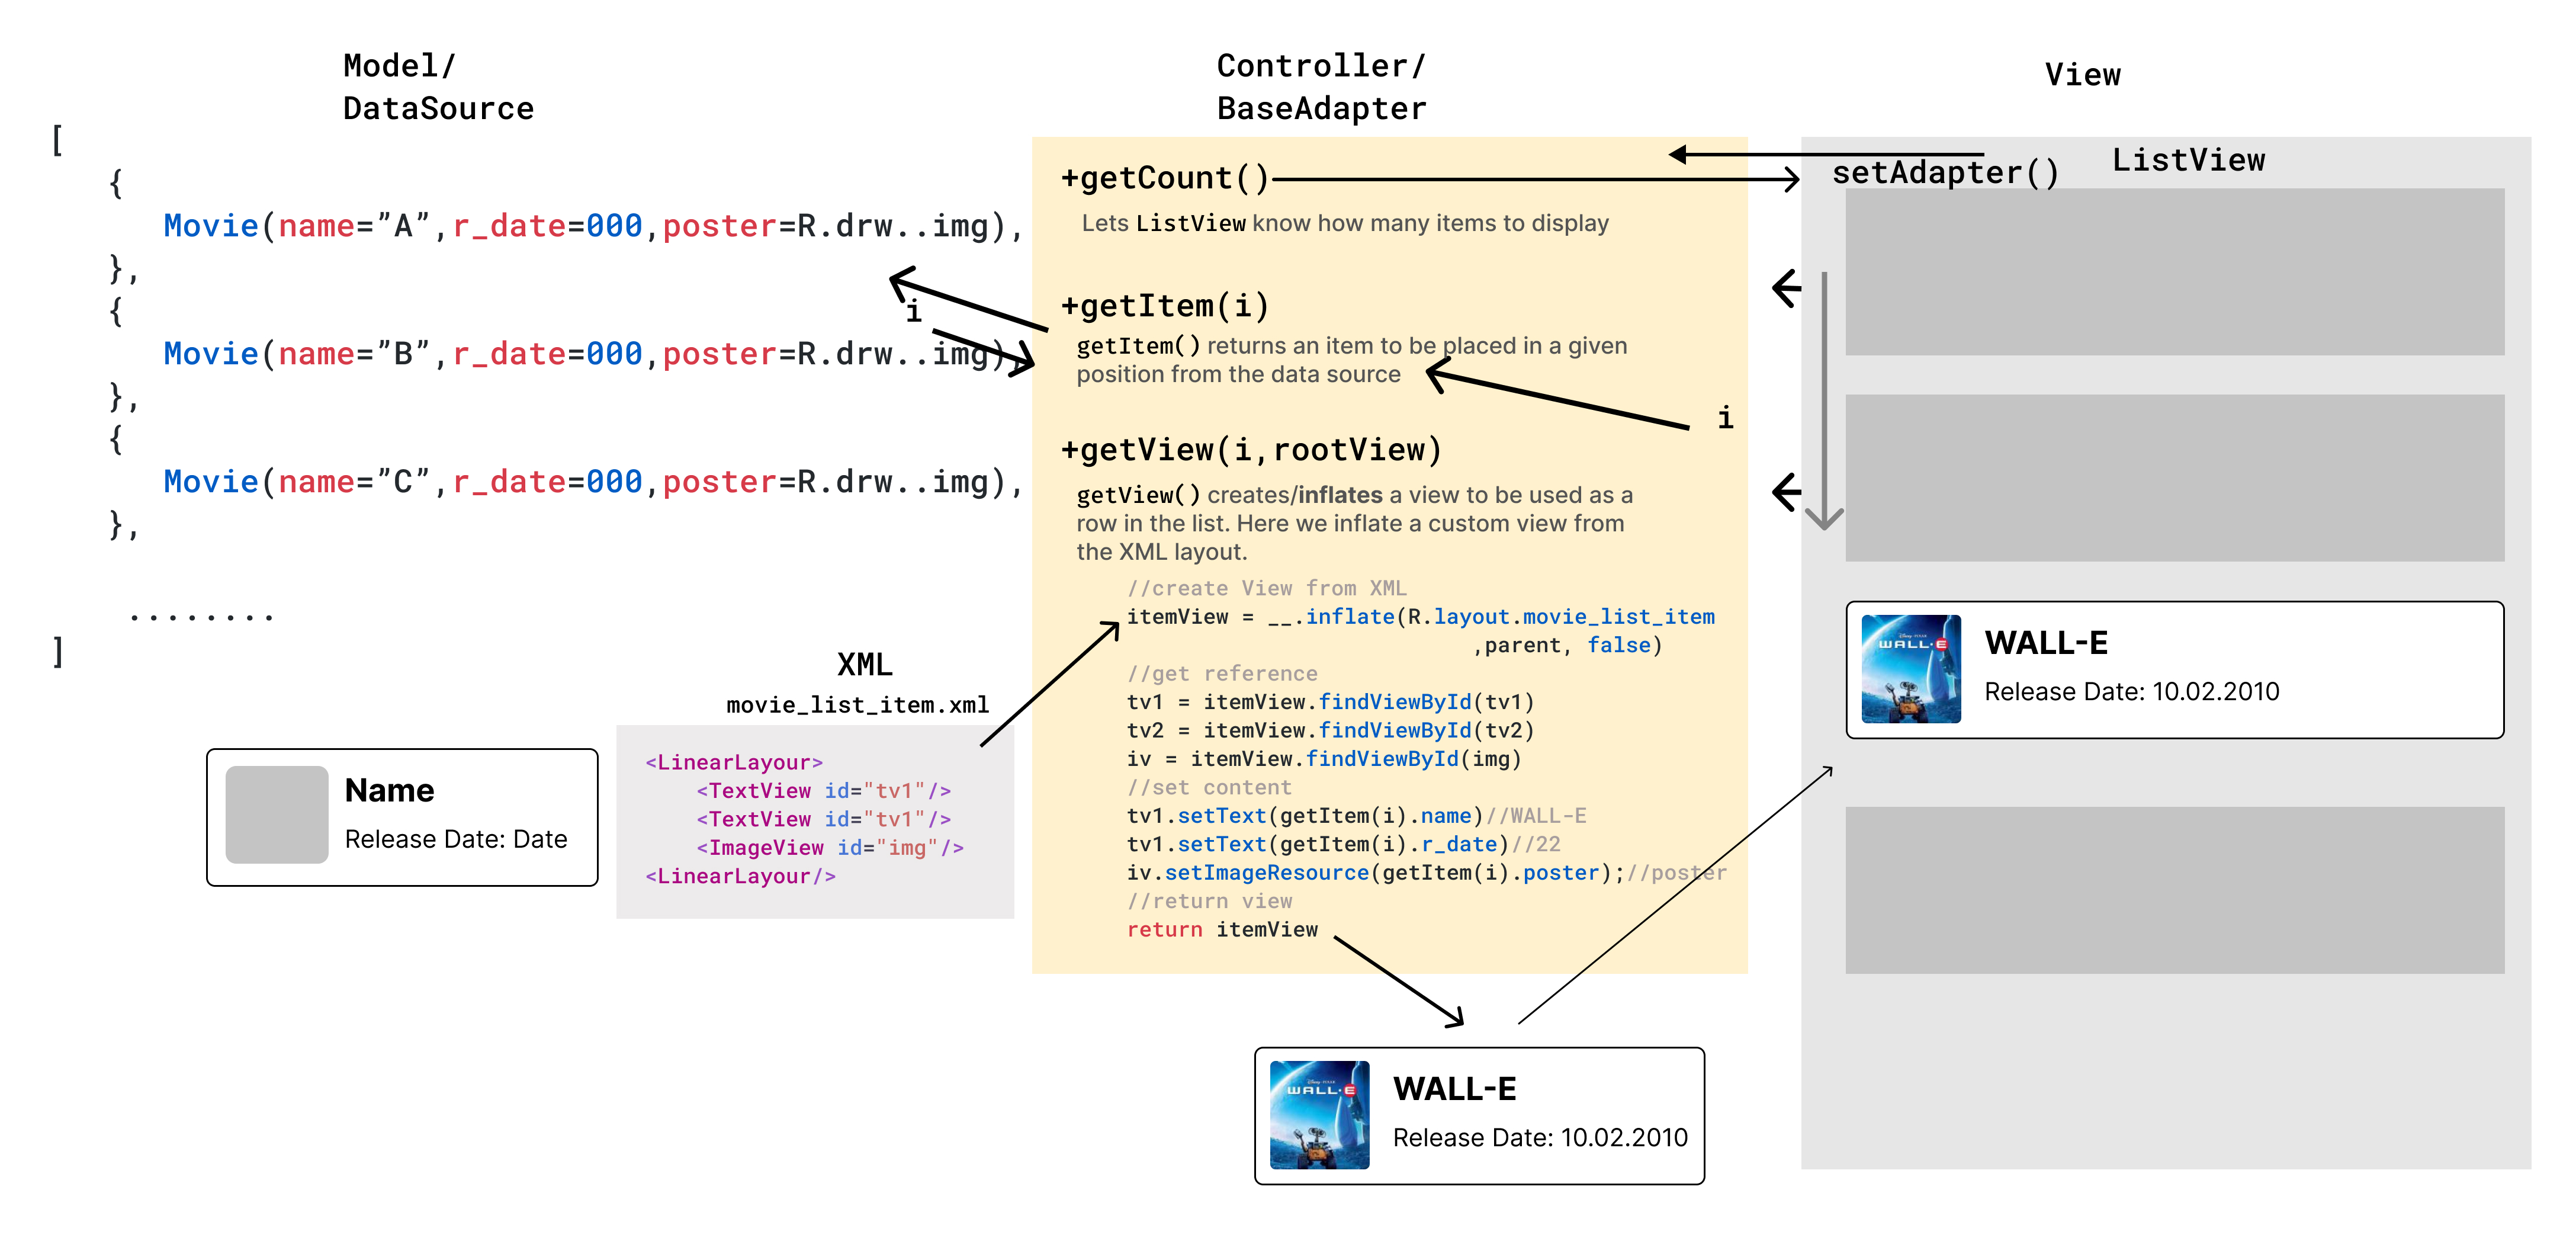 Model/
DataSource
[
{
Movie(name=”A”,r_date=000,poster=R.drw..img),
},
{
Movie(name=”B”,r_date=000,poster=R.drw..img),
},
{
Movie(name=”C”,r_date=000,poster=R.drw..img),
},
........
]
i
Name
Release Date: Date
XML
movie_list_item.xml
<LinearLayour>
<TextView id="tv1"/>
<TextView id="tv1"/>
<ImageView id="img"/>
<LinearLayour/>
Controller/
BaseAdapter
+getCount()
Lets ListView know how many items to display
+getItem(i)
getItem() returns an item to be placed in a given
position from the data source
i
+getView(i,rootView)
getView() creates/inflates a view to be used as a
row in the list. Here we inflate a custom view from
the XML layout.
//create View from XML
itemView = __.inflate(R.layout.movie_list_item
,parent, false)
//get reference
tv1 = itemView.findViewById(tv1)
tv2 = itemView.findViewById(tv2)
iv = itemView.findViewById(img)
//set content
tv1.setText(getItem(i).name)//WALL-E
tv1.setText(getItem(i).r_date)//22
iv.setImageResource(getItem(i).poster);//poster
//return view
return itemView
WALL·E
WALL-E
Release Date: 10.02.2010
View
setAdapter()
ListView
WALL·E
WALL-E
Release Date: 10.02.2010